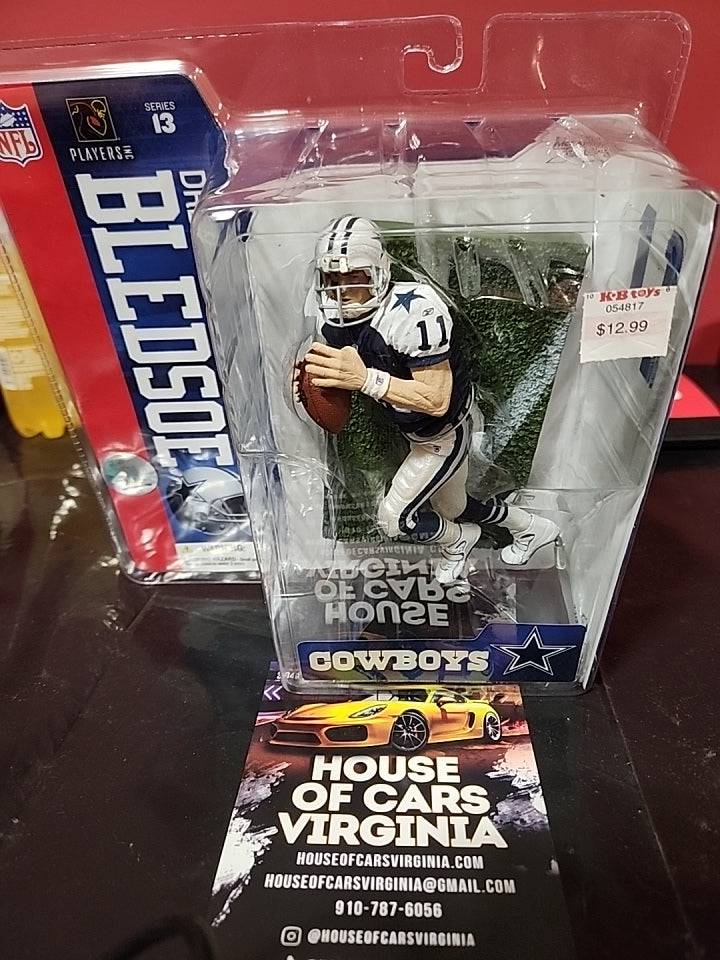 NFL
PLAYERS INC
SERIES
13
BLEDSOE
11
K·B toys
054817
$12.99
WARNING:
HOUSE
OF CARS
COWBOYS
HOUSE
OF CARS
VIRGINIA
HOUSEOFCARSVIRGINIA.COM
HOUSEOFCARSVIRGINIA@GMAIL.COM
910-787-6056
@HOUSEOFCARSVIRGINIA